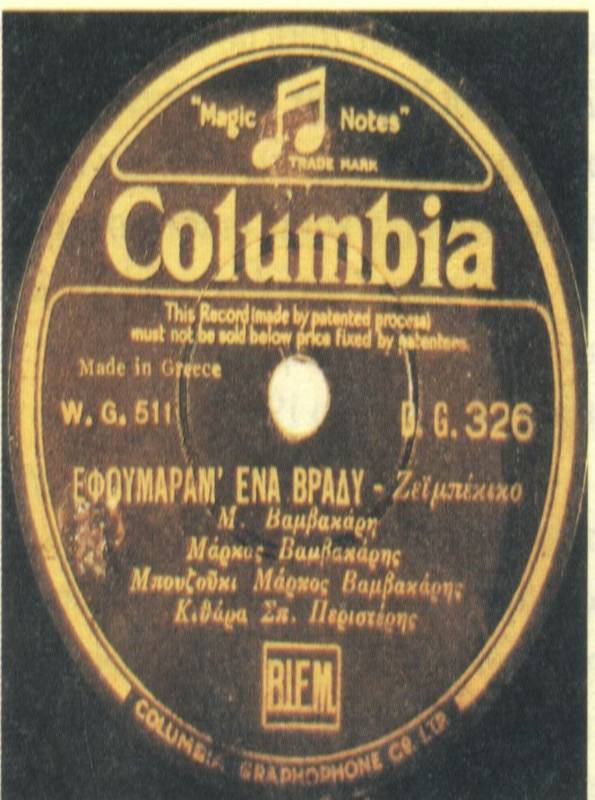 "Magic Notes"
TRADE MARK
Columbia
This Record (made by patented process)
must not be sold below price fixed by patentees.
Made in Greece
W. G. 511 D. G. 326
ΕΦΟΥΜΑΡΑΜ' ΕΝΑ ΒΡΑΔΥ - Ζεϊμπέκικο
Μ. Βαμβακάρη
Μάρκος Βαμβακάρης
Μπουζοῦκι Μάρκος Βαμβακάρης
Κιθάρα Σπ. Περιστέρης
B.I.E.M.
COLUMBIA GRAPHOPHONE CO. LTD